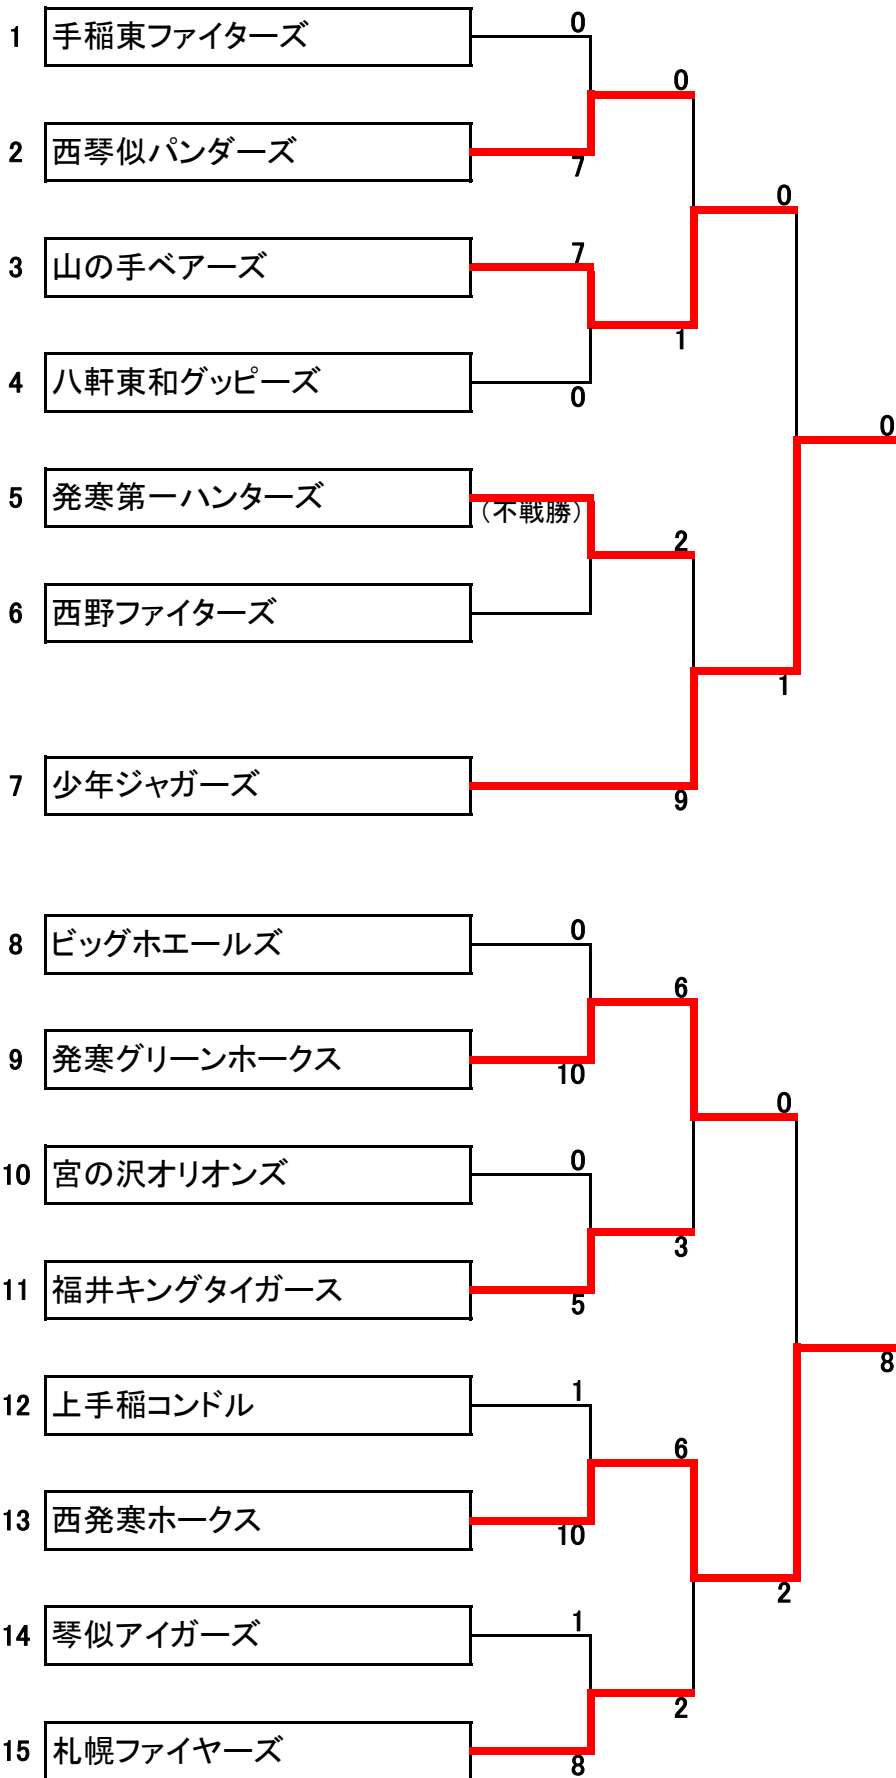 0
1 手稲東ファイターズ
0
2 西琴似パンダーズ
7
0
3 山の手ベアーズ
7
1
4 八軒東和グッピーズ
0
0
5 発寒第一ハンターズ
(不戦勝)
2
6 西野ファイターズ
1
7 少年ジャガーズ
9
8 ビッグホエールズ
0
6
9 発寒グリーンホークス
10
0
10 宮の沢オリオンズ
0
3
11 福井キングタイガース
5
8
12 上手稲コンドル
1
6
13 西発寒ホークス
10
2
14 琴似アイガーズ
1
2
15 札幌ファイヤーズ
8